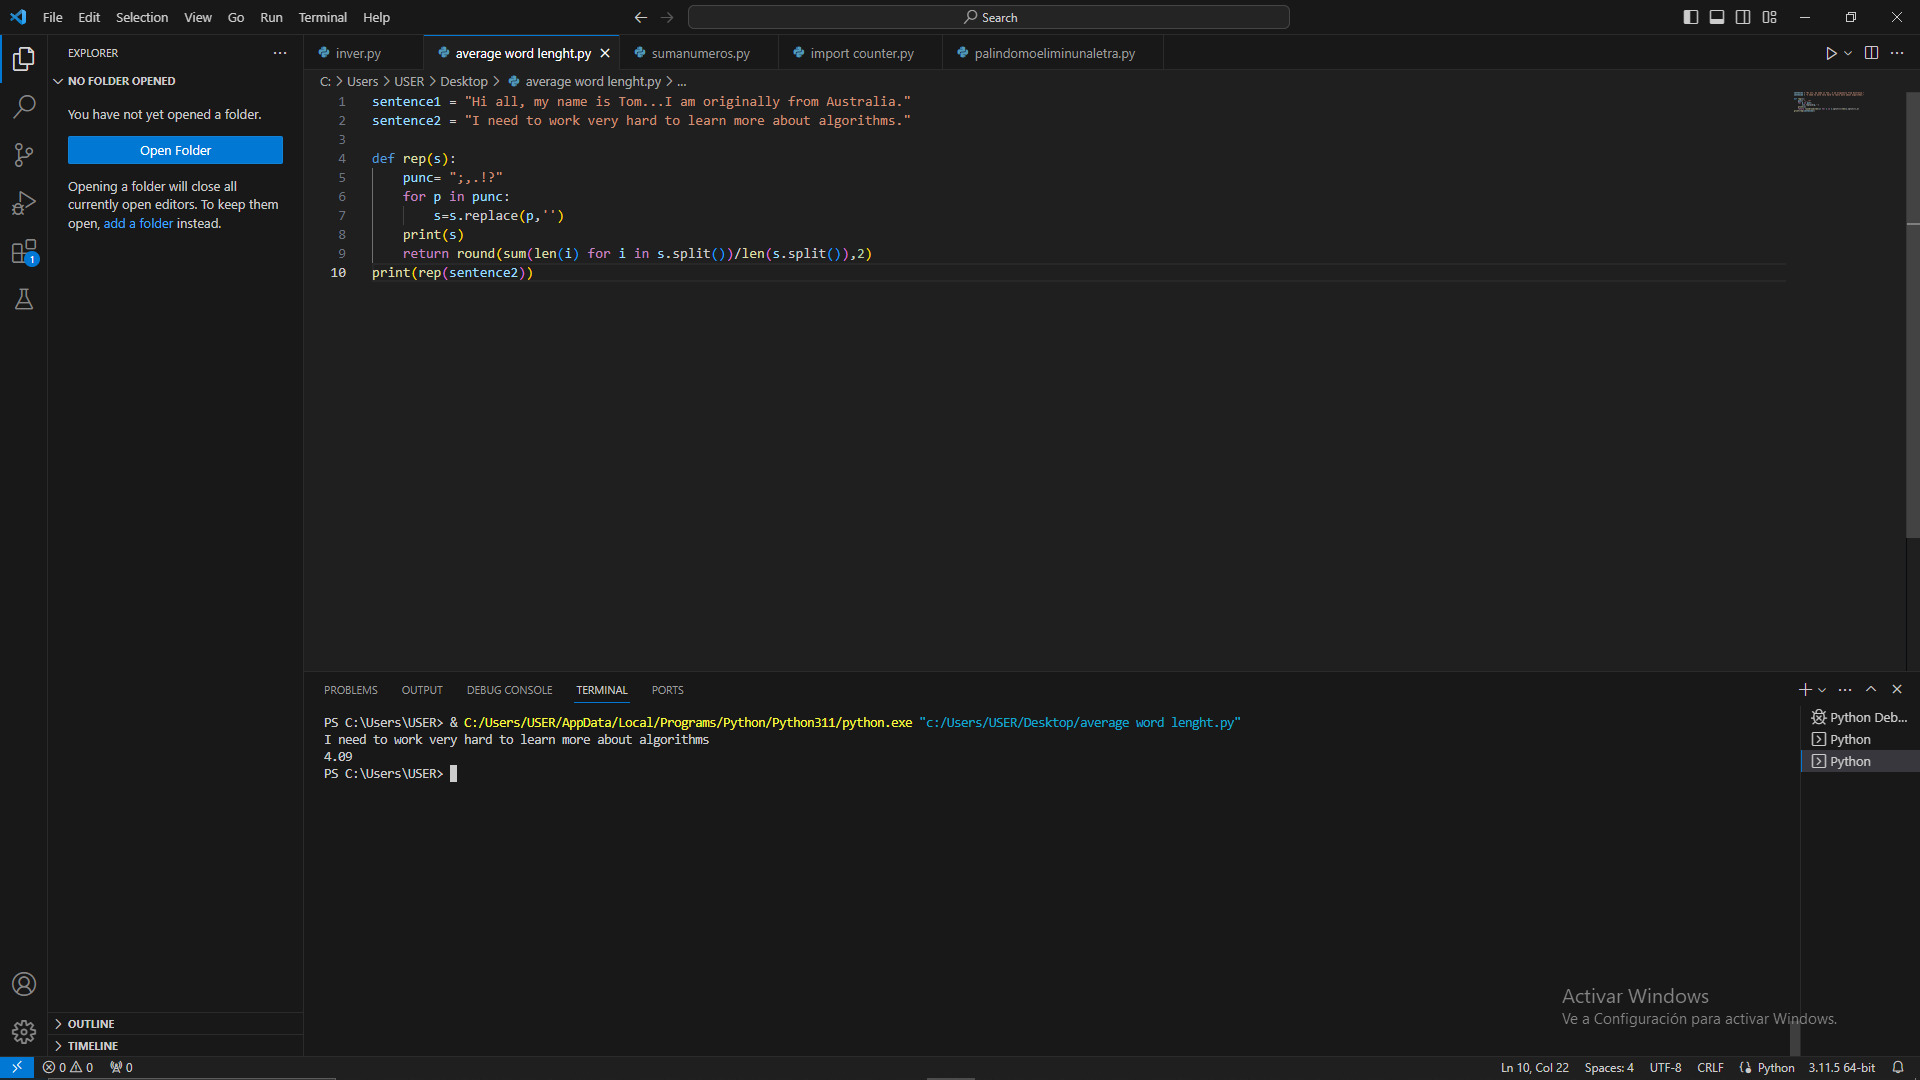 File Edit Selection View Go Run Terminal Help
Search
EXPLORER
NO FOLDER OPENED
You have not yet opened a folder.
Open Folder
Opening a folder will close all
currently open editors. To keep them
open, add a folder instead.
OUTLINE
TIMELINE
inver.py average word lenght.py sumanumeros.py import counter.py palindomoeliminunaletra.py
C: > Users > USER > Desktop > average word lenght.py > ...
1 sentence1 = "Hi all, my name is Tom...I am originally from Australia."
2 sentence2 = "I need to work very hard to learn more about algorithms."
3
4 def rep(s):
5     punc= ";,.!?"
6     for p in punc:
7         s=s.replace(p,'')
8     print(s)
9     return round(sum(len(i) for i in s.split())/len(s.split()),2)
10 print(rep(sentence2))
PROBLEMS OUTPUT DEBUG CONSOLE TERMINAL PORTS
PS C:\Users\USER> & C:/Users/USER/AppData/Local/Programs/Python/Python311/python.exe "c:/Users/USER/Desktop/average word lenght.py"
I need to work very hard to learn more about algorithms
4.09
PS C:\Users\USER>
Python Deb...
Python
Python
Activar Windows
Ve a Configuración para activar Windows.
1
0 0 0
Ln 10, Col 22 Spaces: 4 UTF-8 CRLF Python 3.11.5 64-bit